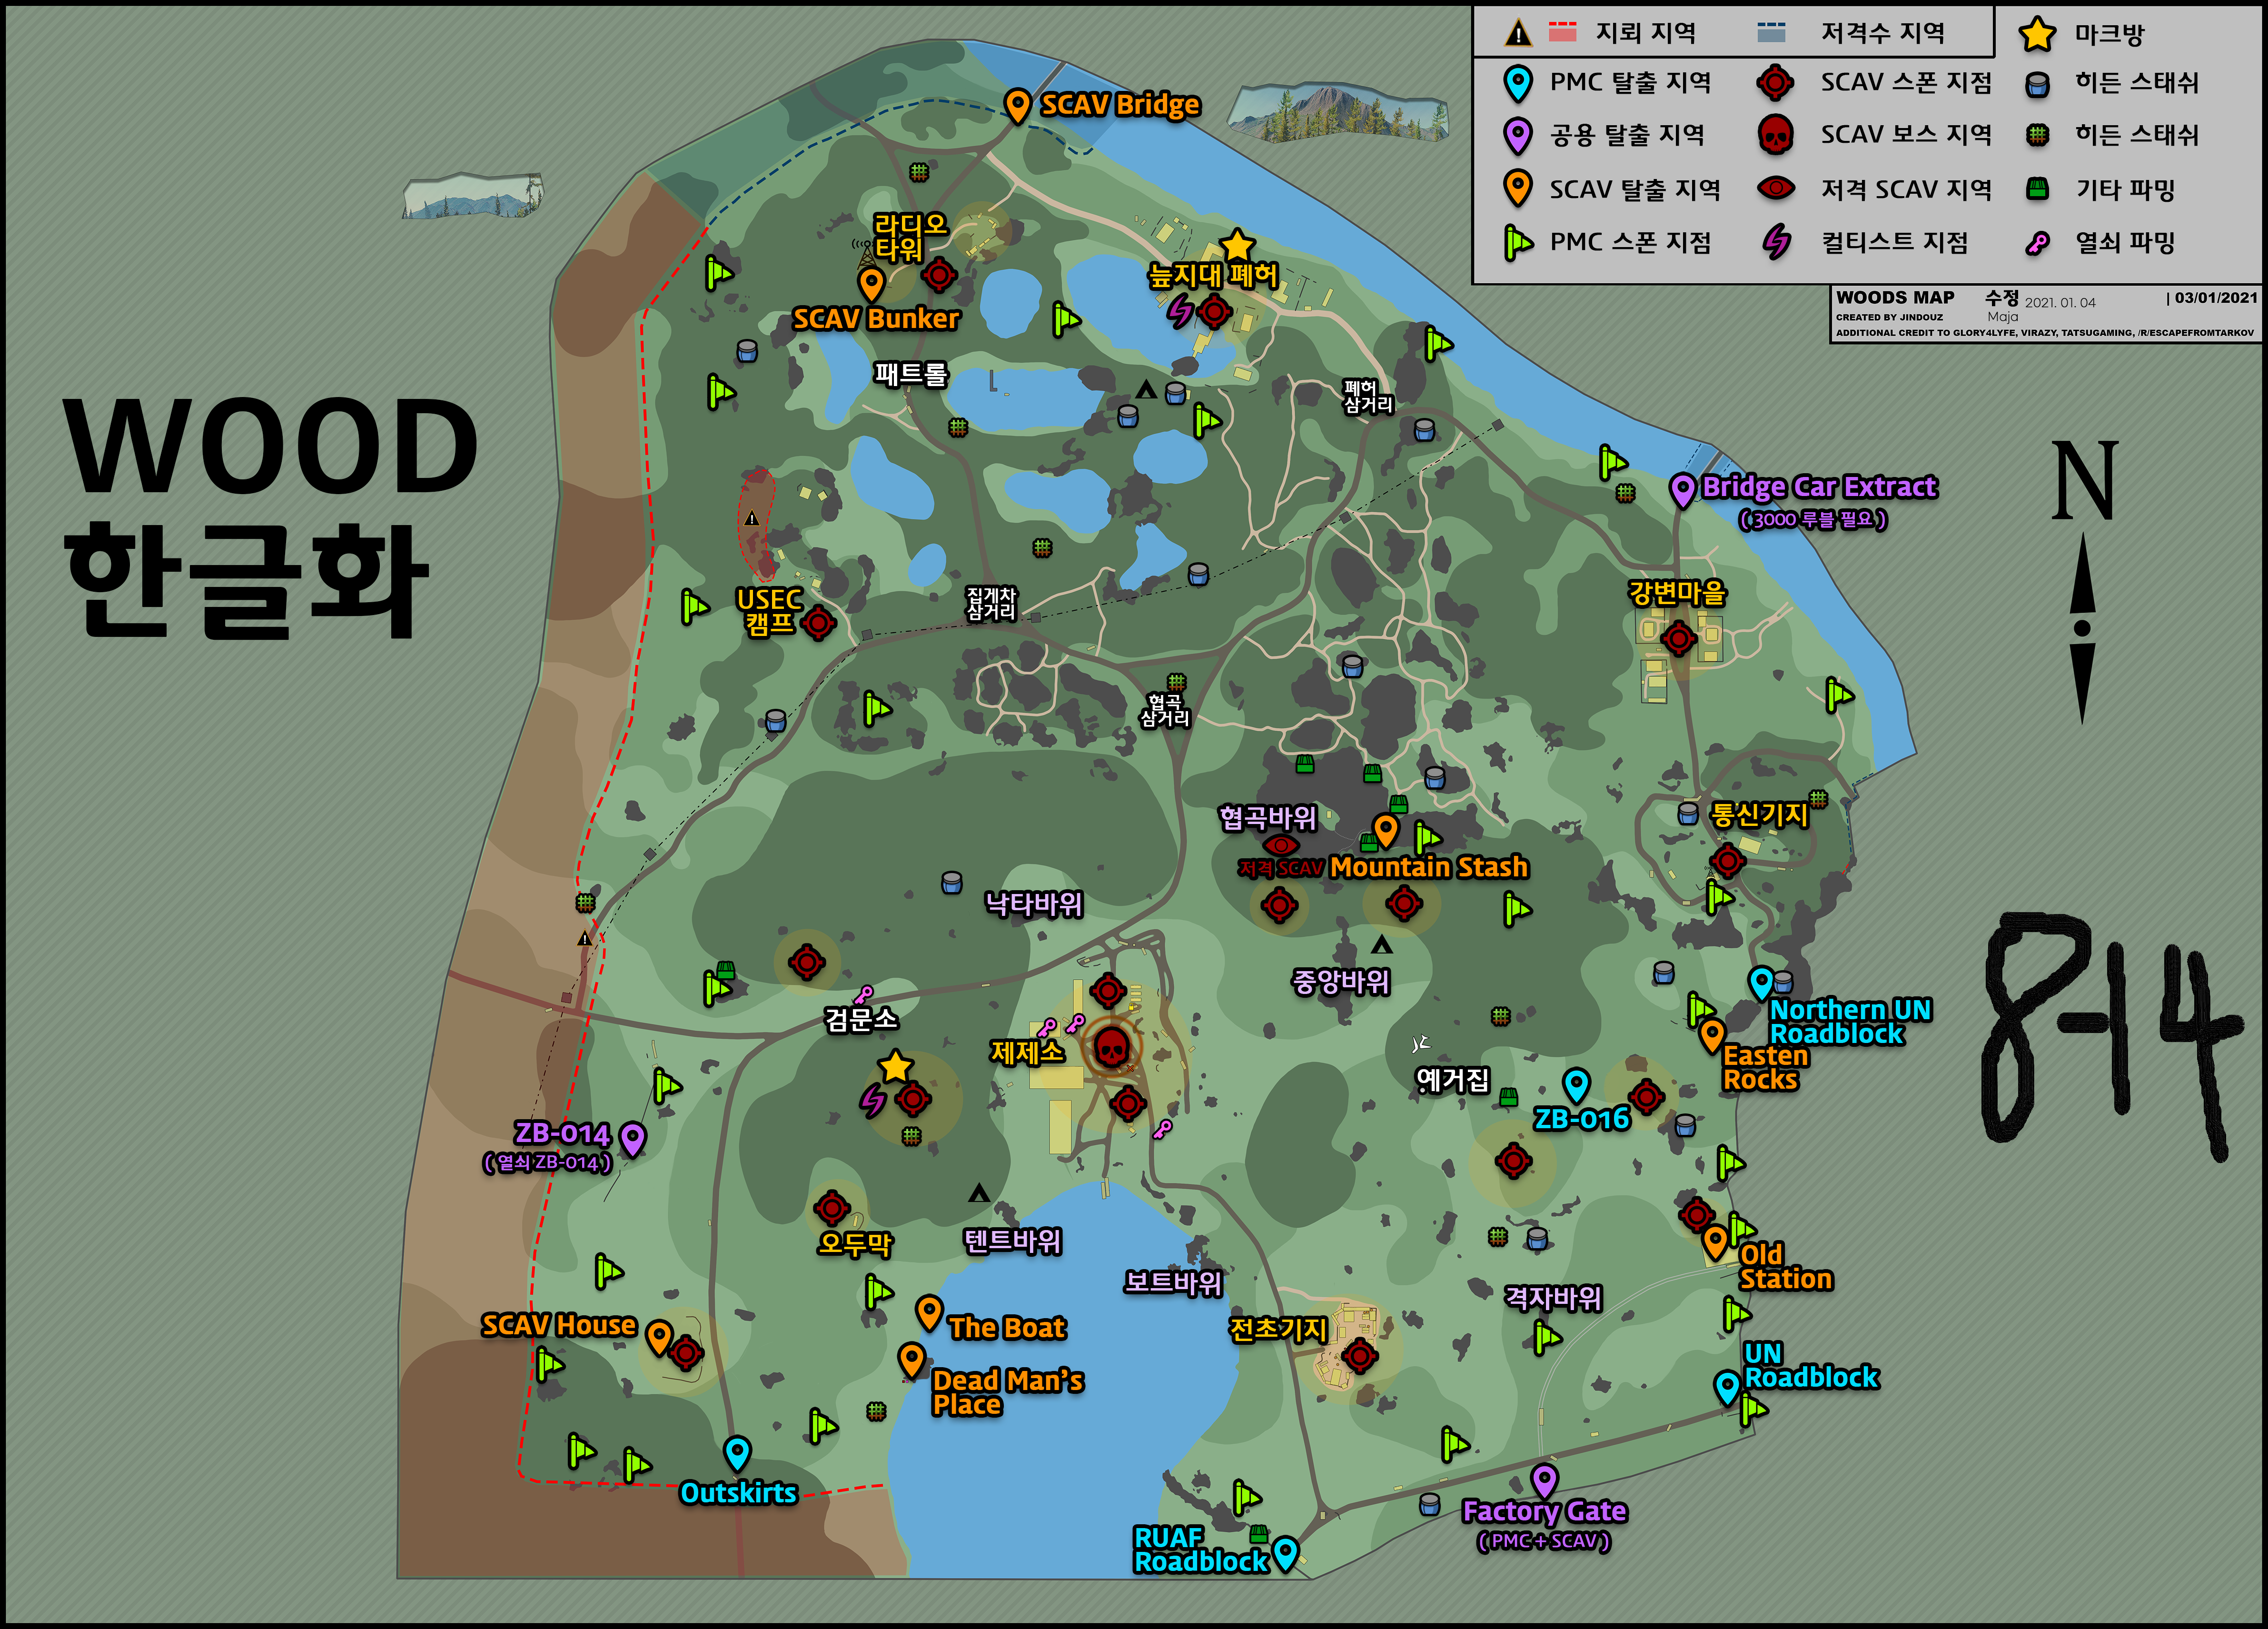 지뢰 지역
저격수 지역
마크방
PMC 탈출 지역
SCAV 스폰 지점
히든 스태쉬
공용 탈출 지역
SCAV 보스 지역
히든 스태쉬
SCAV 탈출 지역
저격 SCAV 지역
기타 파밍
PMC 스폰 지점
컬티스트 지점
열쇠 파밍
WOODS MAP 수정 2021. 01. 04 | 03/01/2021
CREATED BY JINDOUZ Maja
ADDITIONAL CREDIT TO GLORY4LYFE, VIRAZY, TATSUGAMING, /R/ESCAPEFROMTARKOV
WOOD
한글화
N
8-14
SCAV Bridge
라디오
타워
늪지대 폐허
SCAV Bunker
패트롤
폐허
삼거리
Bridge Car Extract
( 3000 루블 필요 )
USEC
캠프
집게차
삼거리
강변마을
협곡
삼거리
협곡바위
저격 SCAV
Mountain Stash
통신기지
낙타바위
중앙바위
검문소
제제소
Northern UN
Roadblock
Easten
Rocks
예거집
ZB-016
ZB-014
( 열쇠 ZB-014 )
오두막
텐트바위
보트바위
Old
Station
격자바위
SCAV House
The Boat
전초기지
Dead Man's
Place
UN
Roadblock
Outskirts
Factory Gate
( PMC + SCAV )
RUAF
Roadblock